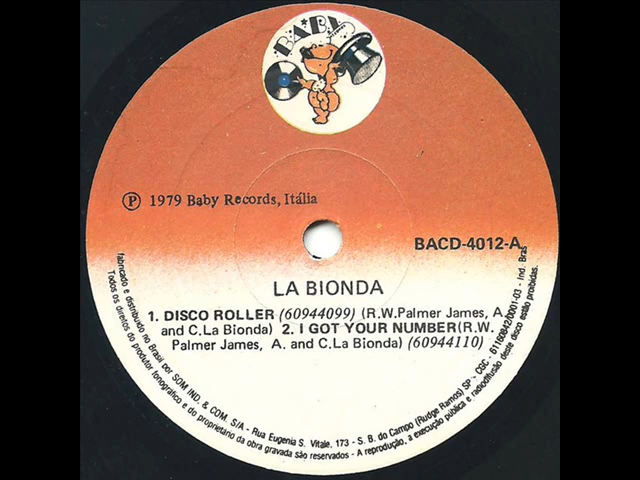 BABY
Ⓟ 1979 Baby Records, Itália
BACD-4012-A
LA BIONDA
1. DISCO ROLLER (60944099) (R.W.Palmer James, A.
and C.La Bionda) 2. I GOT YOUR NUMBER(R.W.
Palmer James, A. and C.La Bionda) (60944110)
fabricado e distribuído no Brasil por SOM IND. & COM. S/A - Rua Eugenia S. Vitale, 173 - S. B. do Campo (Rudge Ramos) SP - CGC - 61160842/0001-03 - Ind. Bras
Todos os direitos do produtor fonográfico e do proprietário da obra gravada são reservados - A reprodução, a execução pública e radiodifusão deste disco estão proibidas.